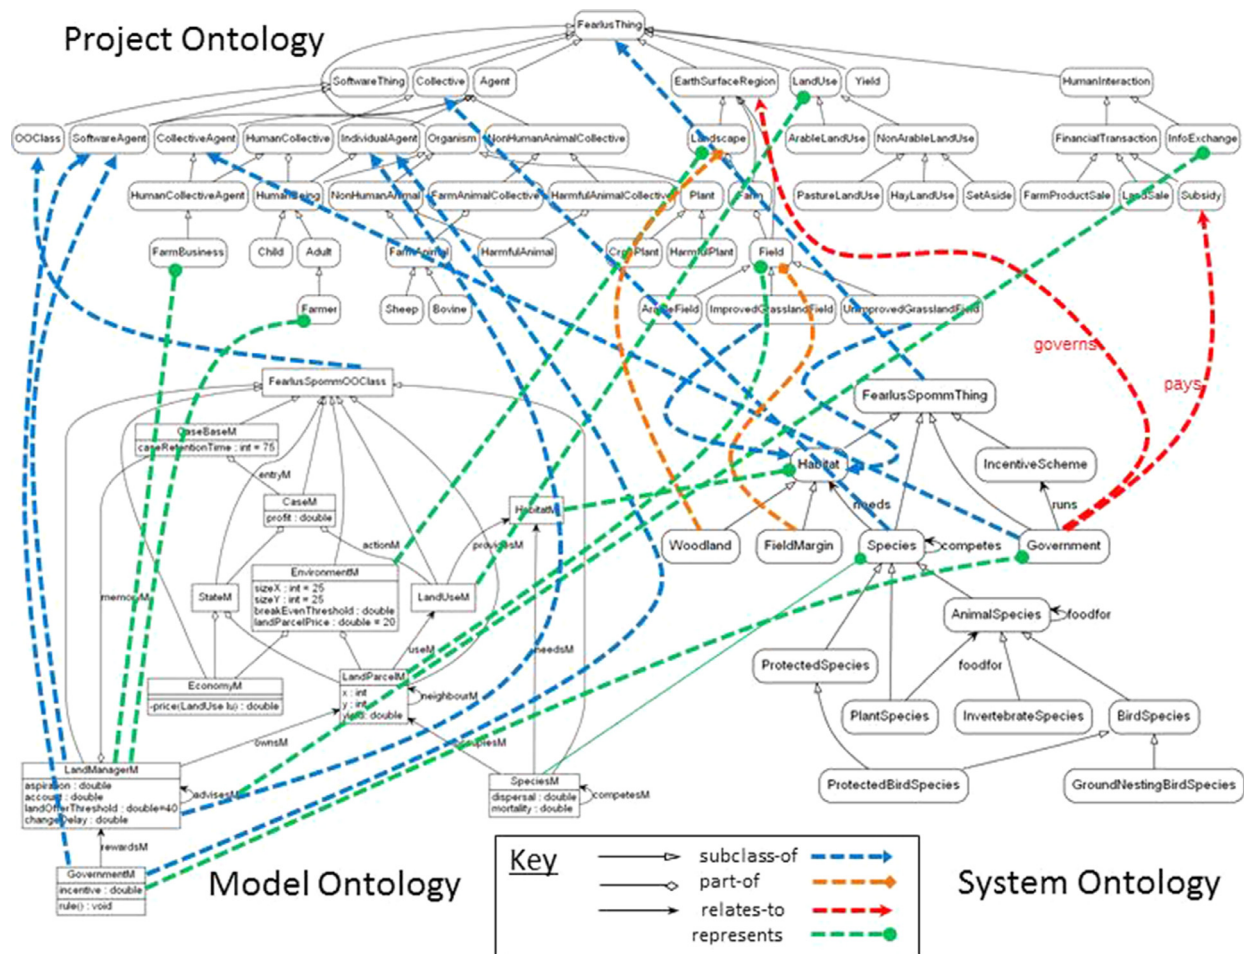 Project Ontology
FearlusThing
SoftwareThing
Collective
Agent
EarthSurfaceRegion
LandUse
Yield
HumanInteraction
OOClass
SoftwareAgent
CollectiveAgent
HumanCollective
IndividualAgent
Organism
NonHumanAnimalCollective
Landscape
ArableLandUse
NonArableLandUse
FinancialTransaction
InfoExchange
HumanCollectiveAgent
HumanBeing
NonHumanAnimal
FarmAnimalCollective
HarmfulAnimalCollective
Plant
Farm
PastureLandUse
HayLandUse
SetAside
FarmProductSale
LandSale
Subsidy
FarmBusiness
Child
Adult
FarmAnimal
HarmfulAnimal
CropPlant
HarmfulPlant
Field
Farmer
Sheep
Bovine
ArableField
ImprovedGrasslandField
UnimprovedGrasslandField
governs
pays
FearlusSpommOOClass
FearlusSpommThing
CaseBaseM
caseRetentionTime : int = 75
entryM
Habitat
IncentiveScheme
CaseM
profit : double
HabitatM
needs
runs
actionM
providesM
Woodland
FieldMargin
Species
competes
Government
EnvironmentM
sizeX : int = 25
sizeY : int = 25
breakEvenThreshold : double
landParcelPrice : double = 20
StateM
LandUseM
memoryM
AnimalSpecies
foodfor
useM
needsM
ProtectedSpecies
foodfor
LandParcelM
x : int
y : int
yield : double
neighbourM
EconomyM
-price(LandUse lu) : double
PlantSpecies
InvertebrateSpecies
BirdSpecies
ownsM
occupiesM
LandManagerM
aspiration : double
account : double
landOfferThreshold : double=40
changeDelay : double
advisesM
SpeciesM
dispersal : double
mortality : double
competesM
ProtectedBirdSpecies
GroundNestingBirdSpecies
rewardsM
GovernmentM
incentive : double
rule() : void
Model Ontology
Key
subclass-of
part-of
relates-to
represents
System Ontology